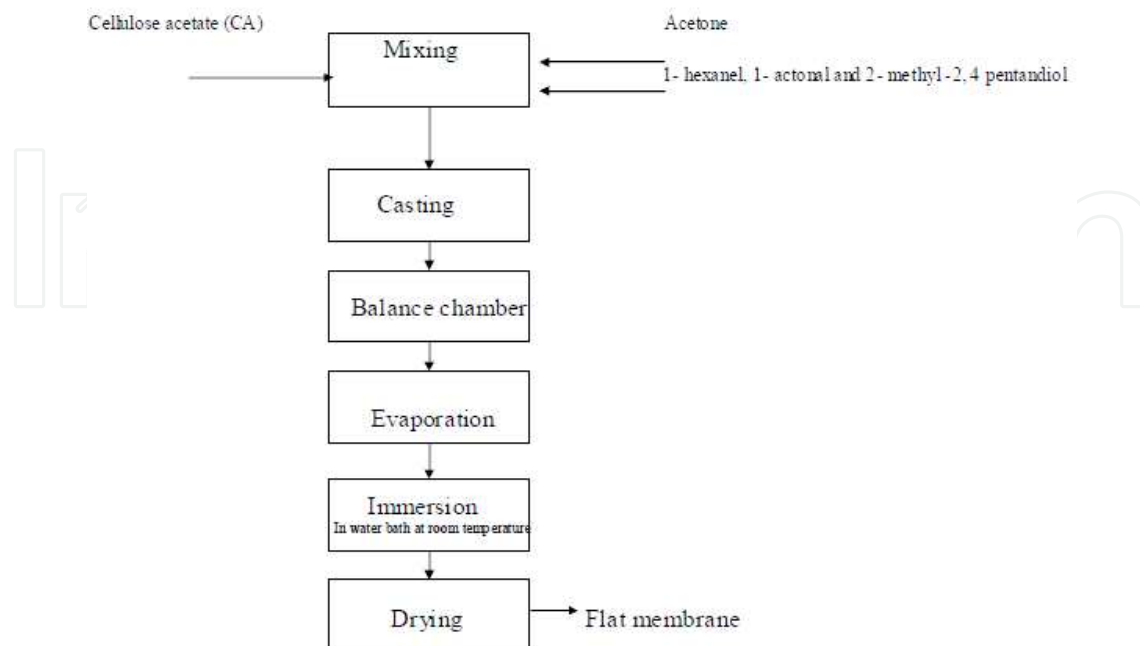 Cellulose acetate (CA)
Acetone
Mixing
1- hexanel, 1- actonal and 2- methyl -2, 4 pentandiol
Casting
Balance chamber
Evaporation
Immersion
In water bath at room temperature
Drying
Flat membrane